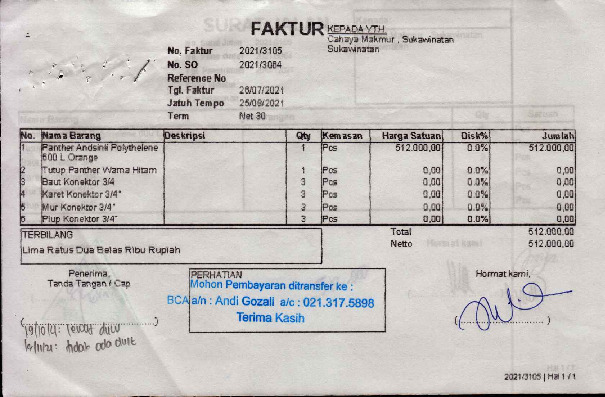 FAKTUR
KEPADA YTH.
Cahaya Makmur , Sukawinatan
Sukawinatan
No. Faktur 2021/3105
No. SO 2021/3064
Reference No
Tgl. Faktur 26/07/2021
Jatuh Tempo 25/09/2021
Term Net 30
No. Nama Barang Deskripsi Qty Kemasan Harga Satuan Disk% Jumlah
1 Panther Andsinii Polythelene 1 Pcs 512.000,00 0.0% 512.000,00
500 L Orange
2 Tutup Panther Warna Hitam 1 Pcs 0,00 0.0% 0,00
3 Baut Konektor 3/4 3 Pcs 0,00 0.0% 0,00
4 Karet Konektor 3/4" 3 Pcs 0,00 0.0% 0,00
5 Mur Konektor 3/4" 3 Pcs 0,00 0.0% 0,00
6 Plup Konektor 3/4" 3 Pcs 0,00 0.0% 0,00
TERBILANG
Lima Ratus Dua Belas Ribu Rupiah
Total 512.000,00
Netto 512.000,00
Penerima,
Tanda Tangan / Cap
PERHATIAN
Mohon Pembayaran ditransfer ke :
BCA a/n : Andi Gozali a/c : 021.317.5898
Terima Kasih
Hormat kami,
tidak ada duit
2021/3105 | Hal 1 / 1